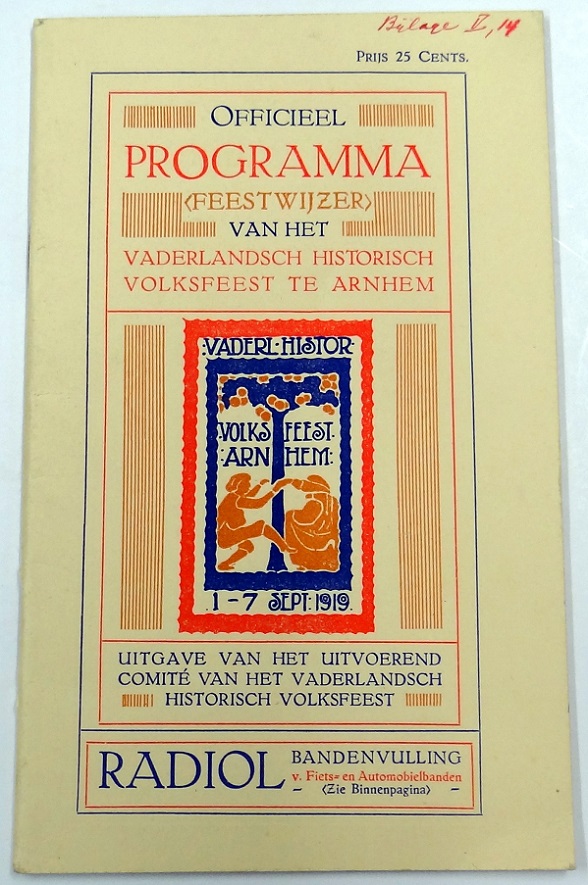 Bijlage V, 14
PRIJS 25 CENTS.
OFFICIEEL
PROGRAMMA
<FEESTWIJZER>
VAN HET
VADERLANDSCH HISTORISCH
VOLKSFEEST TE ARNHEM
·VADERL·HISTOR·
·VOLKS FEEST·
:ARN HEM:
1-7 SEPT: 1919.
UITGAVE VAN HET UITVOEREND
COMITÉ VAN HET VADERLANDSCH
HISTORISCH VOLKSFEEST
RADIOL
BANDENVULLING
v. Fiets= en Automobielbanden
– <Zie Binnenpagina> –